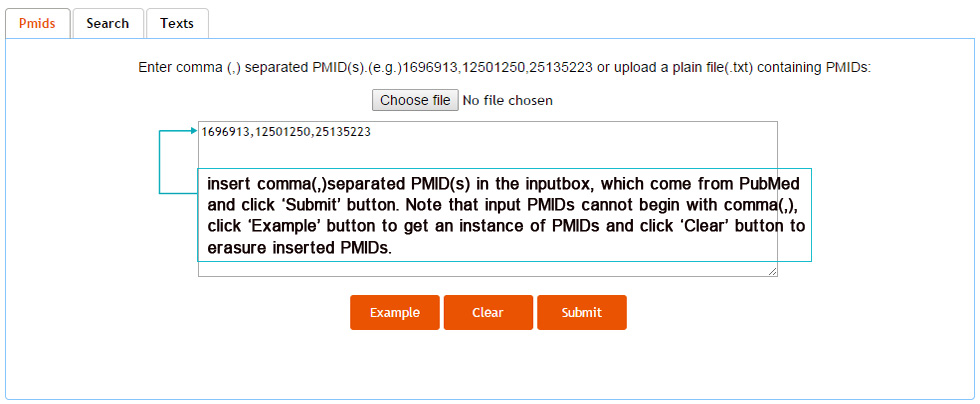 Pmids Search Texts
Enter comma (,) separated PMID(s).(e.g.)1696913,12501250,25135223 or upload a plain file(.txt) containing PMIDs:
Choose file No file chosen
1696913,12501250,25135223
insert comma(,)separated PMID(s) in the inputbox, which come from PubMed
and click ‘Submit’ button. Note that input PMIDs cannot begin with comma(,),
click ‘Example’ button to get an instance of PMIDs and click ‘Clear’ button to
erasure inserted PMIDs.
Example Clear Submit